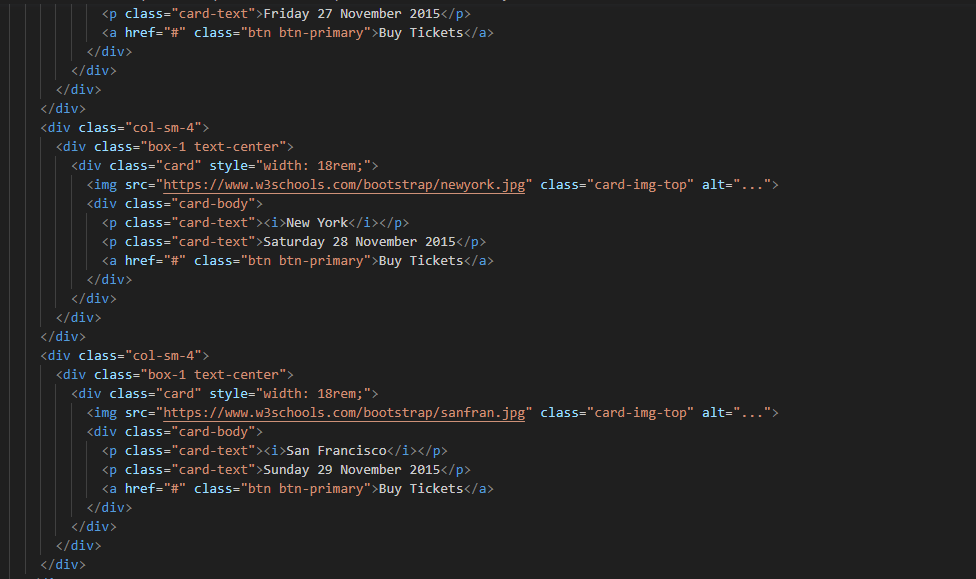 <p class="card-text">Friday 27 November 2015</p>
<a href="#" class="btn btn-primary">Buy Tickets</a>
</div>
</div>
</div>
</div>
<div class="col-sm-4">
<div class="box-1 text-center">
<div class="card" style="width: 18rem;">
<img src="https://www.w3schools.com/bootstrap/newyork.jpg" class="card-img-top" alt="...">
<div class="card-body">
<p class="card-text"><i>New York</i></p>
<p class="card-text">Saturday 28 November 2015</p>
<a href="#" class="btn btn-primary">Buy Tickets</a>
</div>
</div>
</div>
</div>
<div class="col-sm-4">
<div class="box-1 text-center">
<div class="card" style="width: 18rem;">
<img src="https://www.w3schools.com/bootstrap/sanfran.jpg" class="card-img-top" alt="...">
<div class="card-body">
<p class="card-text"><i>San Francisco</i></p>
<p class="card-text">Sunday 29 November 2015</p>
<a href="#" class="btn btn-primary">Buy Tickets</a>
</div>
</div>
</div>
</div>